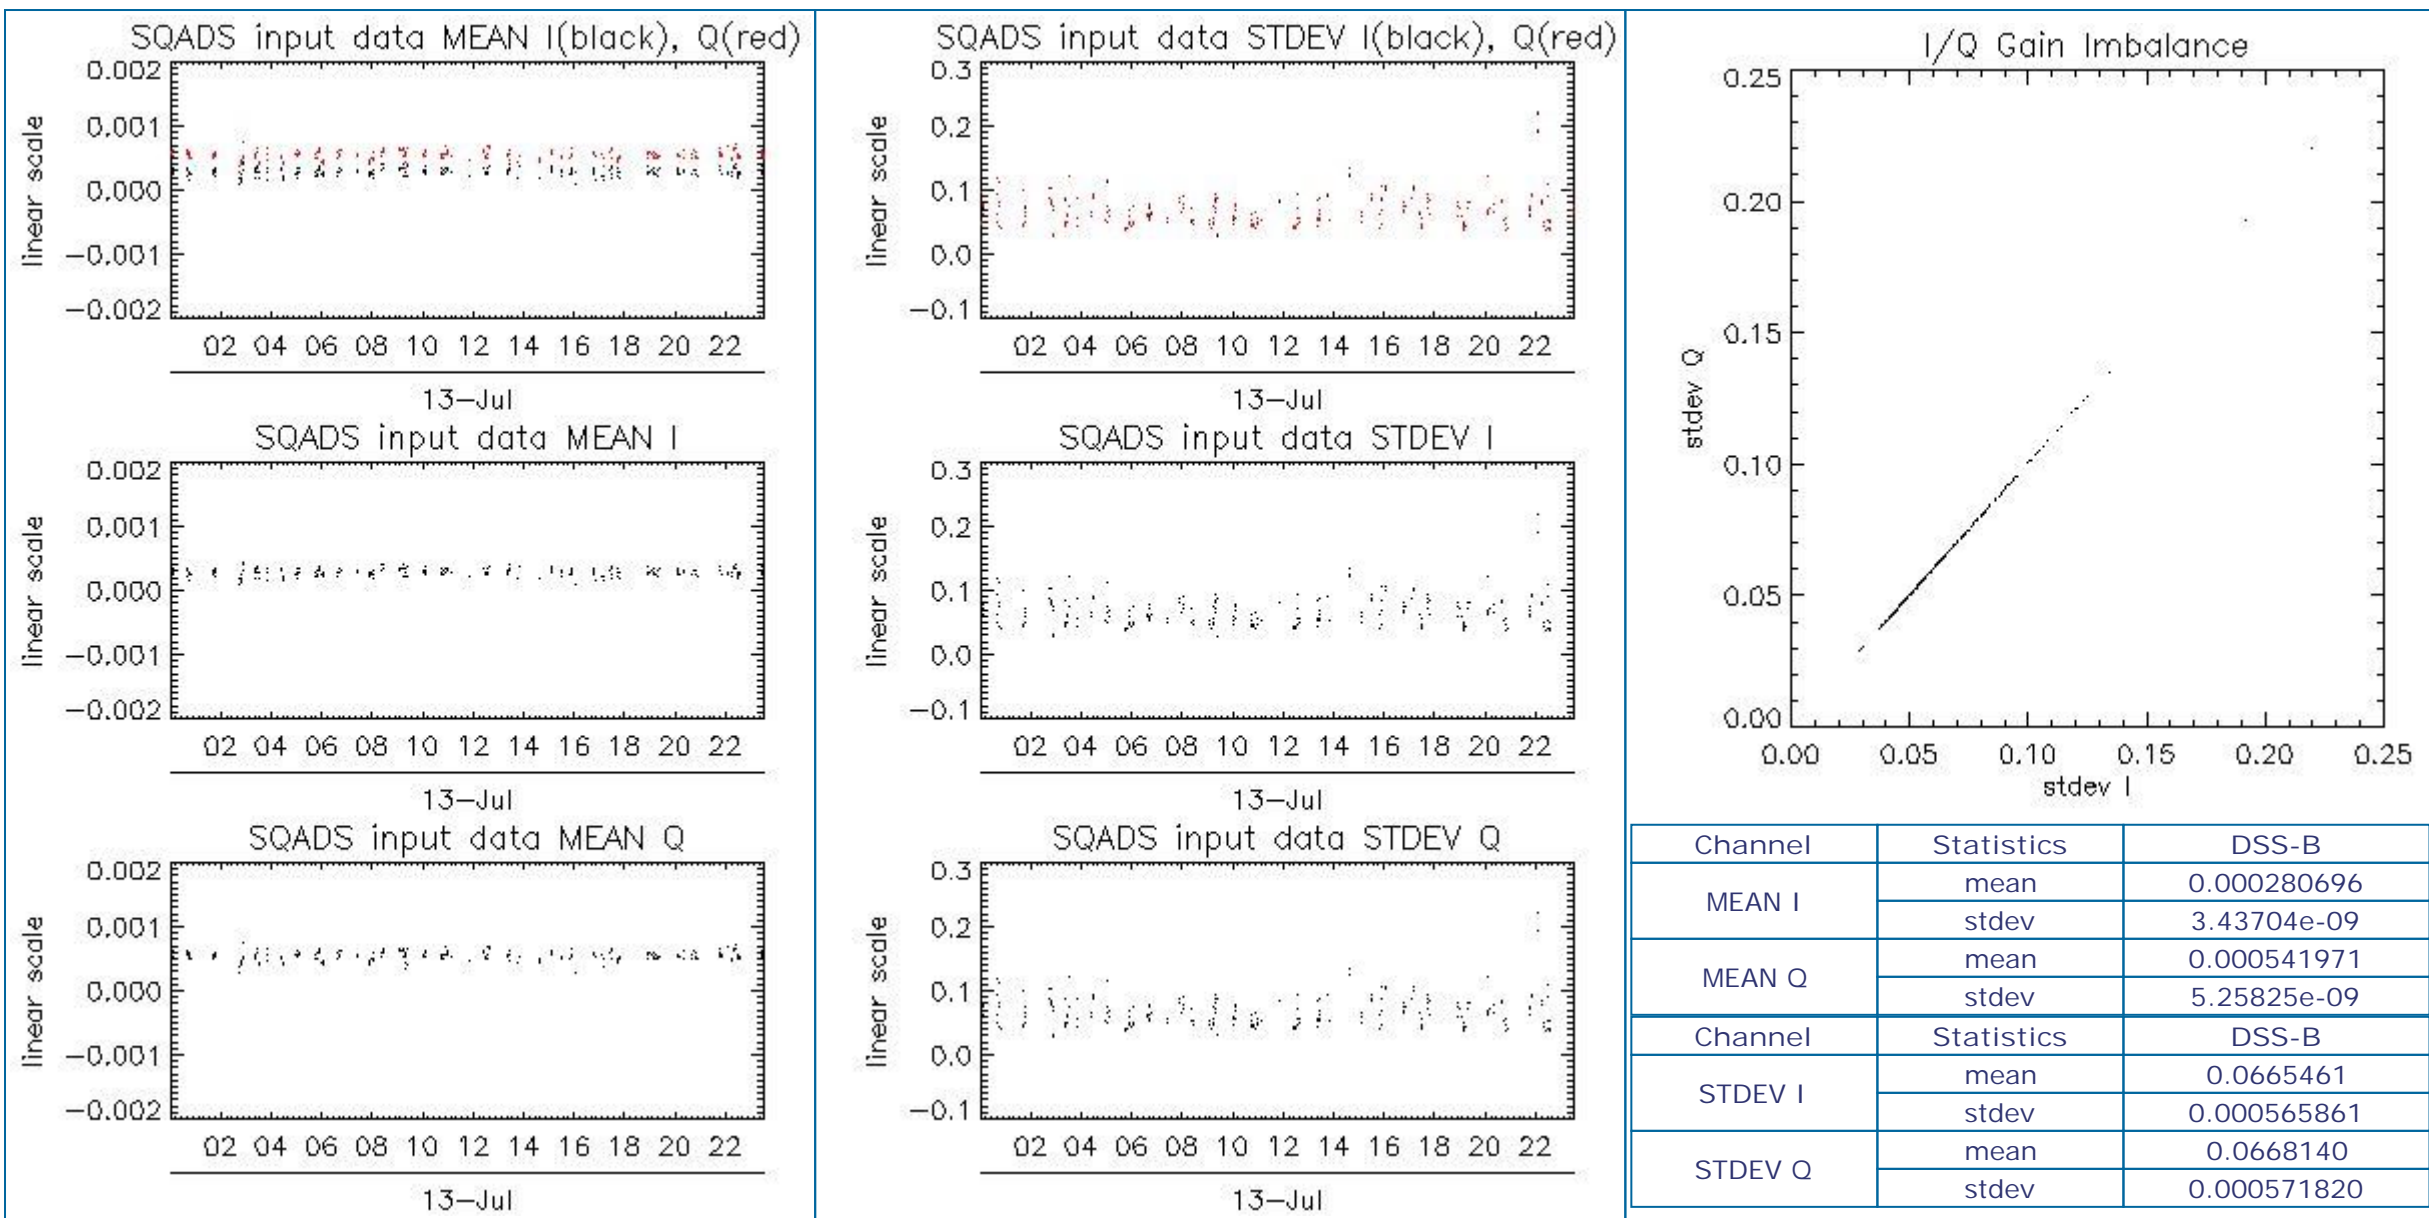 SQADS input data MEAN I(black), Q(red)
linear scale
0.002
0.001
0.000
−0.001
−0.002
02 04 06 08 10 12 14 16 18 20 22
13−Jul
SQADS input data MEAN I
linear scale
0.002
0.001
0.000
−0.001
−0.002
02 04 06 08 10 12 14 16 18 20 22
13−Jul
SQADS input data MEAN Q
linear scale
0.002
0.001
0.000
−0.001
−0.002
02 04 06 08 10 12 14 16 18 20 22
13−Jul
SQADS input data STDEV I(black), Q(red)
linear scale
0.3
0.2
0.1
0.0
−0.1
02 04 06 08 10 12 14 16 18 20 22
13−Jul
SQADS input data STDEV I
linear scale
0.3
0.2
0.1
0.0
−0.1
02 04 06 08 10 12 14 16 18 20 22
13−Jul
SQADS input data STDEV Q
linear scale
0.3
0.2
0.1
0.0
−0.1
02 04 06 08 10 12 14 16 18 20 22
13−Jul
I/Q Gain Imbalance
stdev Q
0.25
0.20
0.15
0.10
0.05
0.00
0.00 0.05 0.10 0.15 0.20 0.25
stdev I
Channel Statistics DSS-B
MEAN I mean 0.000280696
stdev 3.43704e-09
MEAN Q mean 0.000541971
stdev 5.25825e-09
Channel Statistics DSS-B
STDEV I mean 0.0665461
stdev 0.000565861
STDEV Q mean 0.0668140
stdev 0.000571820